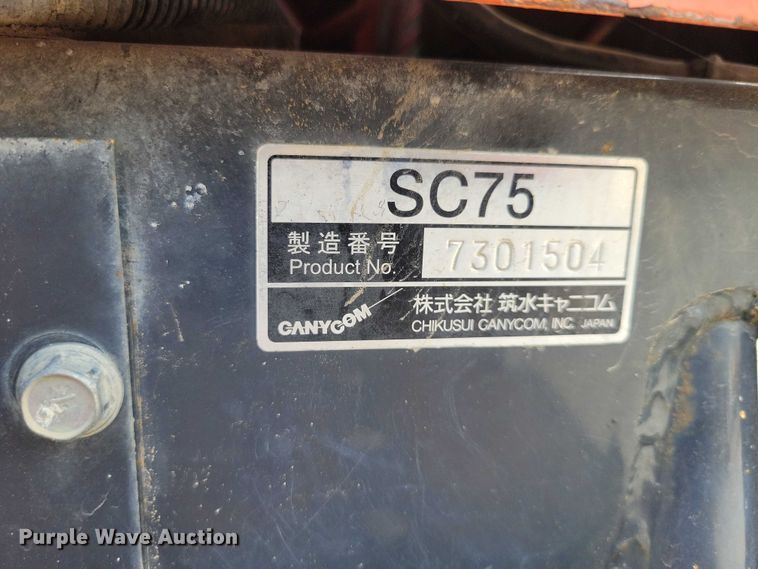 SC75
製造番号
Product No.
7301504
CANYCOM
株式会社 筑水キャニコム
CHIKUSUI CANYCOM, INC. JAPAN
Purple Wave Auction